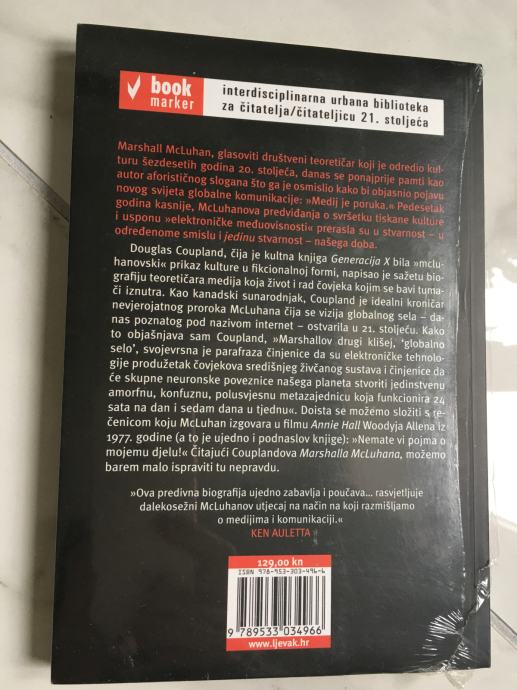 book
marker
interdisciplinarna urbana biblioteka
za čitatelja/čitateljicu 21. stoljeća
Marshall McLuhan, glasoviti društveni teoretičar koji je odredio kul-
turu šezdesetih godina 20. stoljeća, danas se ponajprije pamti kao
autor aforističnog slogana što ga je osmislio kako bi objasnio pojavu
novog svijeta globalne komunikacije: »Medij je poruka.« Pedesetak
godina kasnije, McLuhanova predviđanja o svršetku tiskane kulture
i usponu »elektroničke međuovisnosti« prerasla su u stvarnost – u
određenome smislu i jedinu stvarnost – našega doba.
Douglas Coupland, čija je kultna knjiga Generacija X bila »mclu-
hanovski« prikaz kulture u fikcionalnoj formi, napisao je sažetu bio-
grafiju teoretičara medija koja život i rad čovjeka kojim se bavi tuma-
či iznutra. Kao kanadski sunarodnjak, Coupland je idealni kroničar
nevjerojatnog proroka McLuhana čija se vizija globalnog sela – da-
nas poznatog pod nazivom internet – ostvarila u 21. stoljeću. Kako
to objašnjava sam Coupland, »Marshallov drugi klišej, 'globalno
selo', svojevrsna je parafraza činjenice da su elektroničke tehnolo-
gije produžetak čovjekova središnjeg živčanog sustava i činjenice da
će skupne neuronske poveznice našega planeta stvoriti jedinstvenu
amorfnu, konfuznu, polusvjesnu metazajednicu koja funkcionira 24
sata na dan i sedam dana u tjednu«. Doista se možemo složiti s re-
čenicom koju McLuhan izgovara u filmu Annie Hall Woodyja Allena iz
1977. godine (a to je ujedno i podnaslov knjige): »Nemate vi pojma o
mojemu djelu!« Čitajući Couplandova Marshalla McLuhana, možemo
barem malo ispraviti tu nepravdu.
»Ova predivna biografija ujedno zabavlja i poučava... rasvjetljuje
dalekosežni McLuhanov utjecaj na način na koji razmišljamo
o medijima i komunikaciji.«
KEN AULETTA
129,00 kn
ISBN 978-953-303-496-6
9 789533 034966
www.ljevak.hr